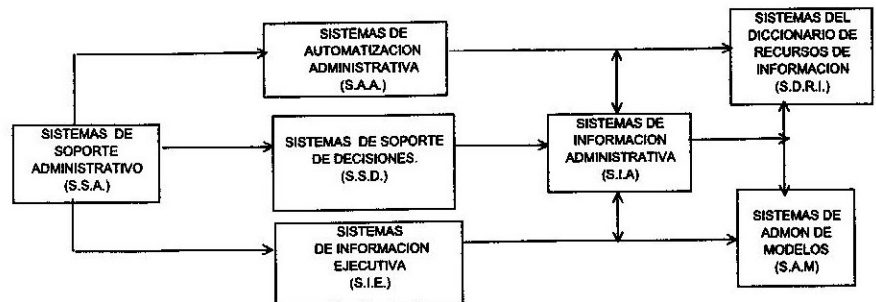 SISTEMAS DE
AUTOMATIZACION
ADMINISTRATIVA
(S.A.A.)
SISTEMAS DEL
DICCIONARIO DE
RECURSOS DE
INFORMACION
(S.D.R.I.)
SISTEMAS DE
SOPORTE
ADMINISTRATIVO
(S.S.A.)
SISTEMAS DE SOPORTE
DE DECISIONES.
(S.S.D.)
SISTEMAS DE
INFORMACION
ADMINISTRATIVA
(S.I.A)
SISTEMAS
DE INFORMACION
EJECUTIVA
(S.I.E.)
SISTEMAS DE
ADMON DE
MODELOS
(S.A.M)